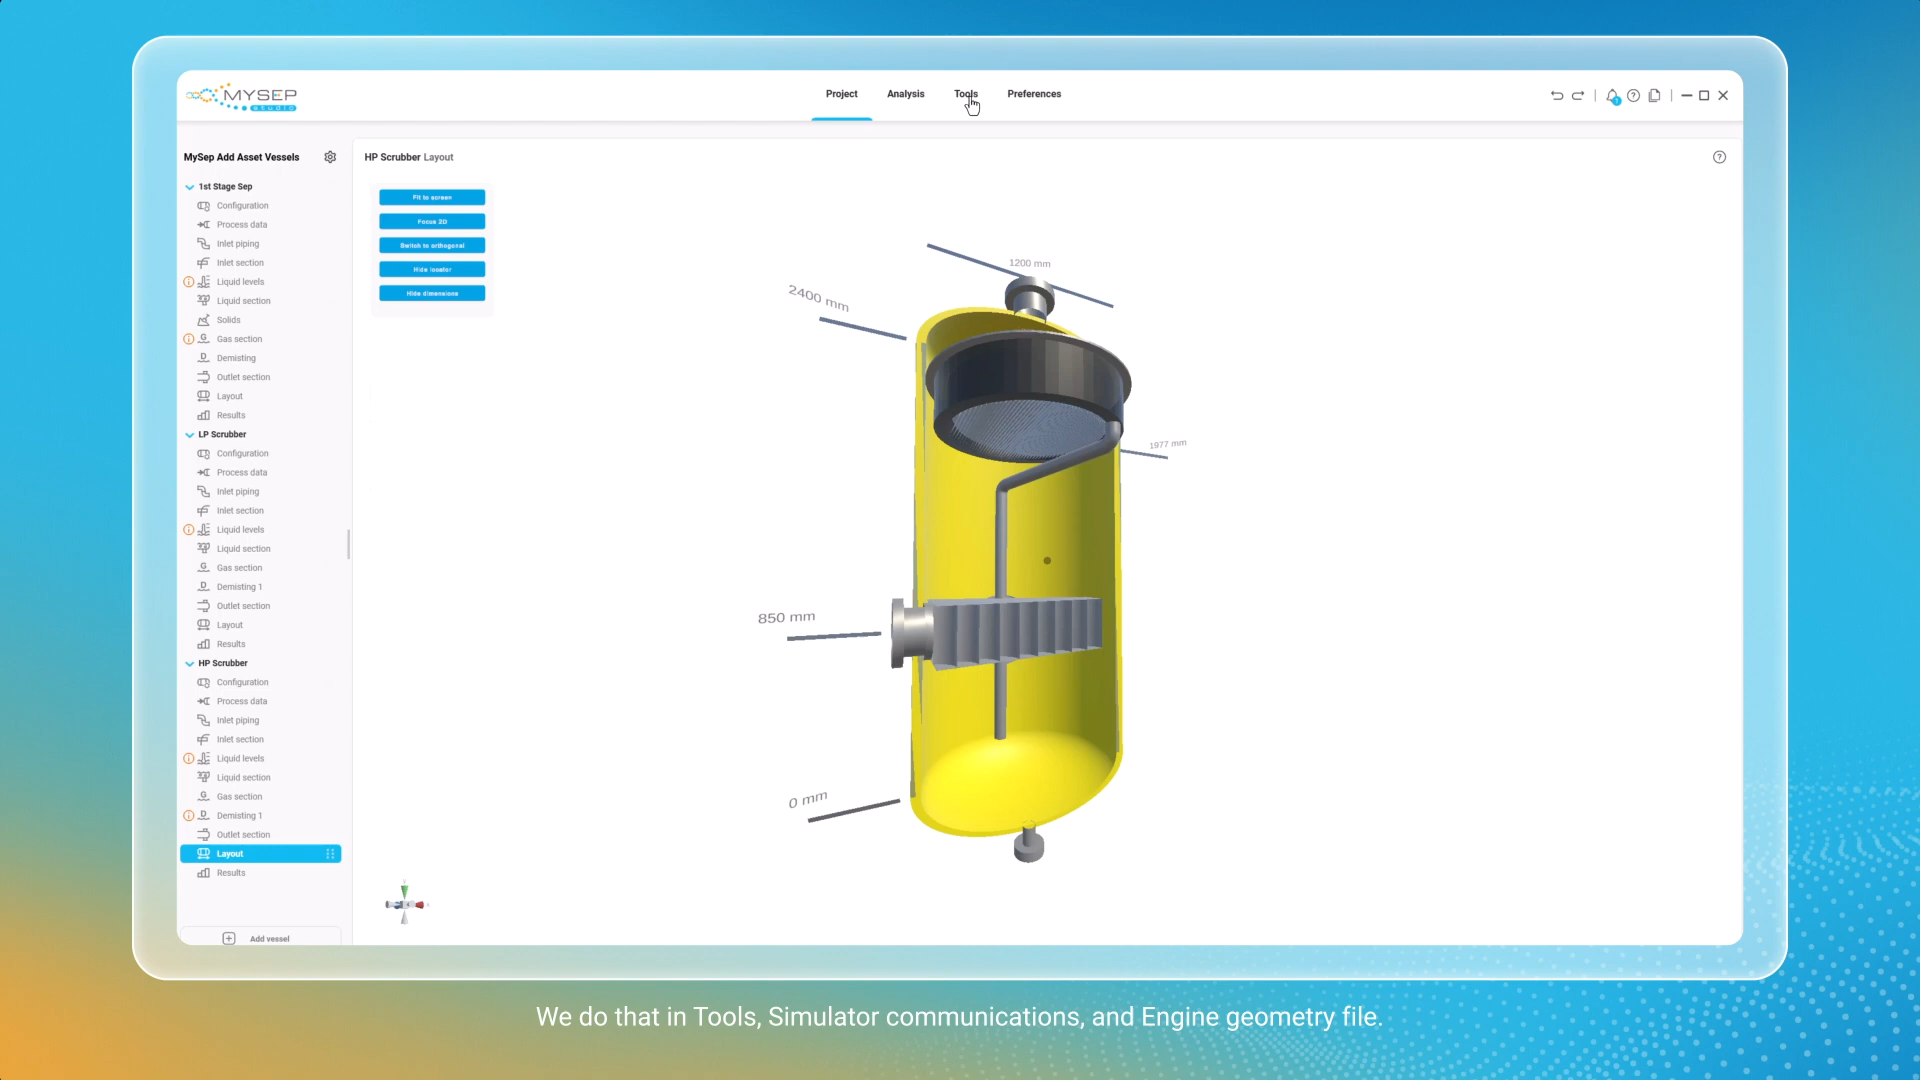 MYSEP
studio
Project
Analysis
Tools
Preferences
MySep Add Asset Vessels
1st Stage Sep
Configuration
Process data
Inlet piping
Inlet section
Liquid levels
Liquid section
Solids
Gas section
Demisting
Outlet section
Layout
Results
LP Scrubber
Configuration
Process data
Inlet piping
Inlet section
Liquid levels
Liquid section
Gas section
Demisting 1
Outlet section
Layout
Results
HP Scrubber
Configuration
Process data
Inlet piping
Inlet section
Liquid levels
Liquid section
Gas section
Demisting 1
Outlet section
Layout
Results
Add vessel
HP Scrubber Layout
Fit to screen
Focus 2D
Switch to orthogonal
Hide locator
Hide dimensions
1200 mm
2400 mm
1977 mm
850 mm
0 mm
We do that in Tools, Simulator communications, and Engine geometry file.